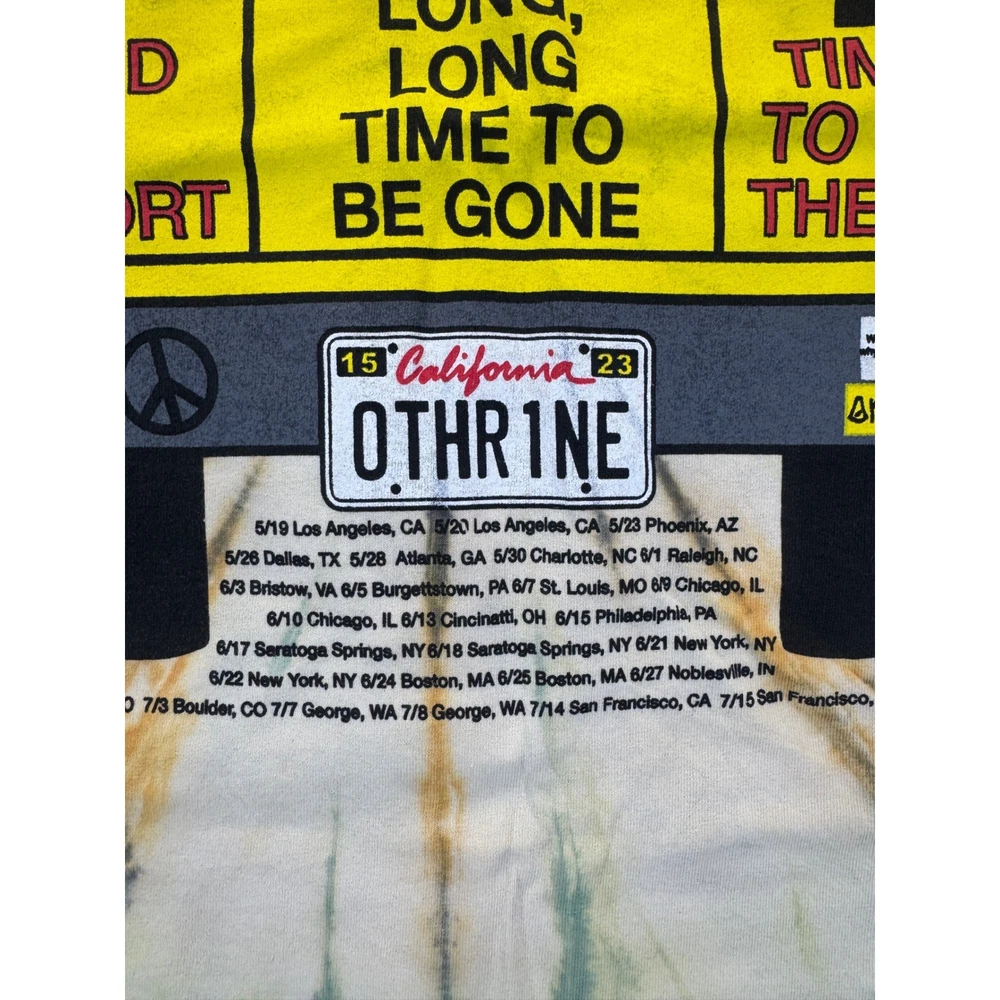 LONG,
LONG
TIME TO
BE GONE
D
ORT
TO
THE
15 California 23
OTHR1NE
5/19 Los Angeles, CA 5/20 Los Angeles, CA 5/23 Phoenix, AZ
5/26 Dallas, TX 5/28 Atlanta, GA 5/30 Charlotte, NC 6/1 Raleigh, NC
6/3 Bristow, VA 6/5 Burgettstown, PA 6/7 St. Louis, MO 6/9 Chicago, IL
6/10 Chicago, IL 6/13 Cincinatti, OH 6/15 Philadelphia, PA
6/17 Saratoga Springs, NY 6/18 Saratoga Springs, NY 6/21 New York, NY
6/22 New York, NY 6/24 Boston, MA 6/25 Boston, MA 6/27 Noblesville, IN
O 7/3 Boulder, CO 7/7 George, WA 7/8 George, WA 7/14 San Francisco, CA 7/15 San Francisco,